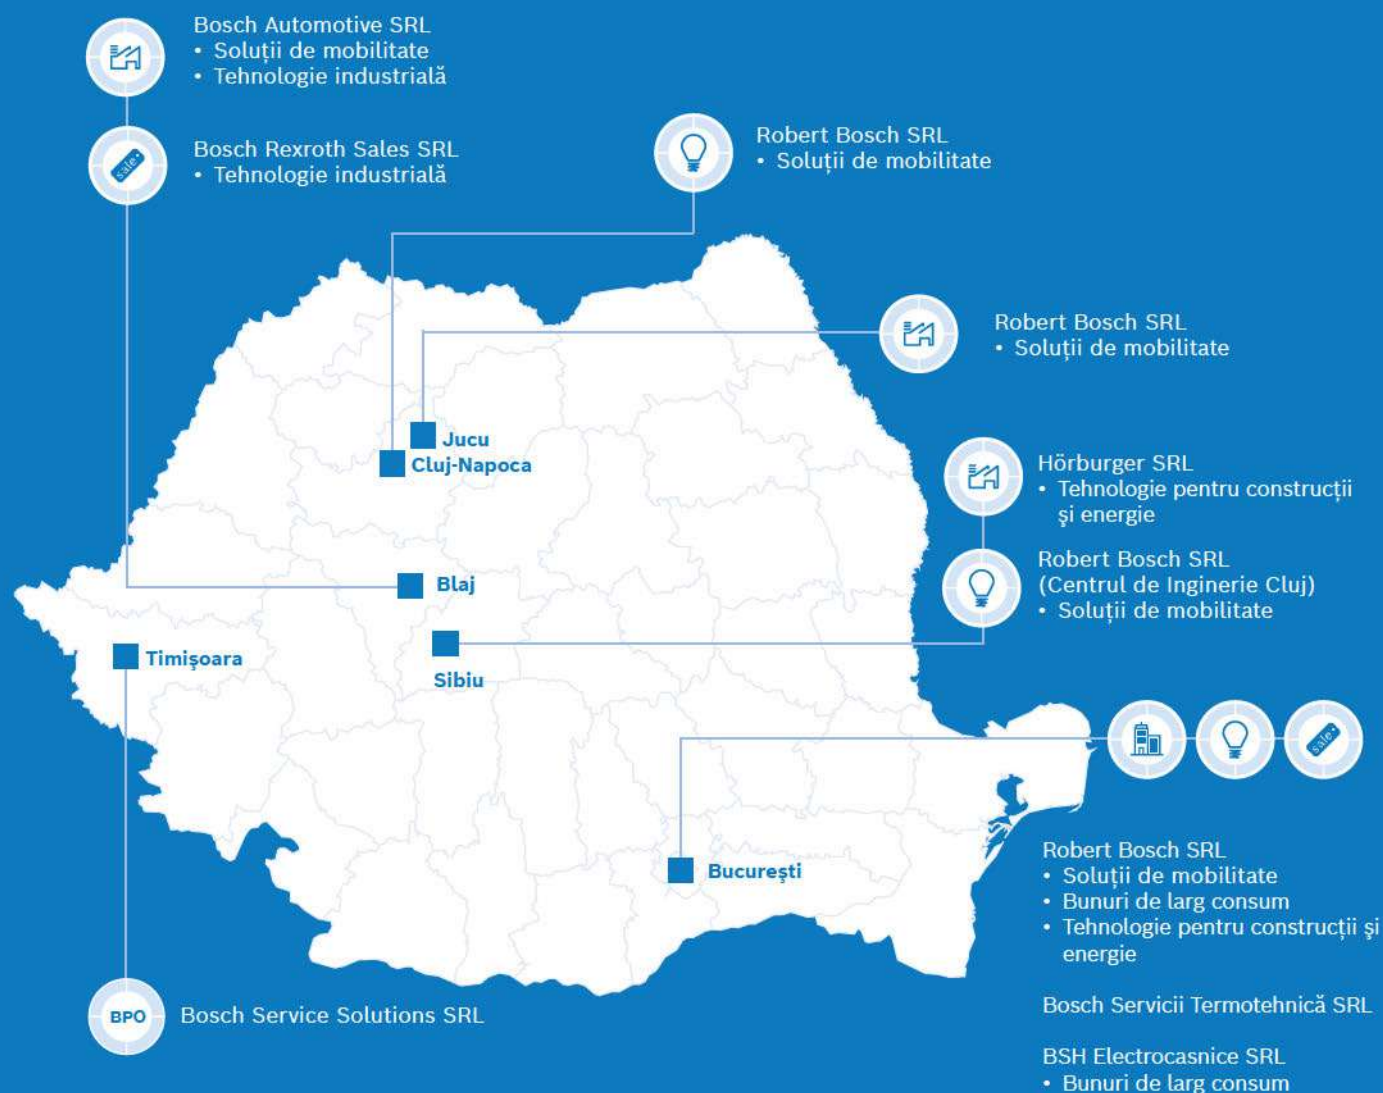 Bosch Automotive SRL
• Soluții de mobilitate
• Tehnologie industrială
Bosch Rexroth Sales SRL
• Tehnologie industrială
sale
Robert Bosch SRL
• Soluții de mobilitate
Robert Bosch SRL
• Soluții de mobilitate
Jucu
Cluj-Napoca
Hörburger SRL
• Tehnologie pentru construcții
şi energie
Robert Bosch SRL
(Centrul de Inginerie Cluj)
• Soluții de mobilitate
Blaj
Timişoara
Sibiu
sale
Bucureşti
Robert Bosch SRL
• Soluții de mobilitate
• Bunuri de larg consum
• Tehnologie pentru construcții şi
energie
Bosch Servicii Termotehnică SRL
BSH Electrocasnice SRL
• Bunuri de larg consum
BPO
Bosch Service Solutions SRL